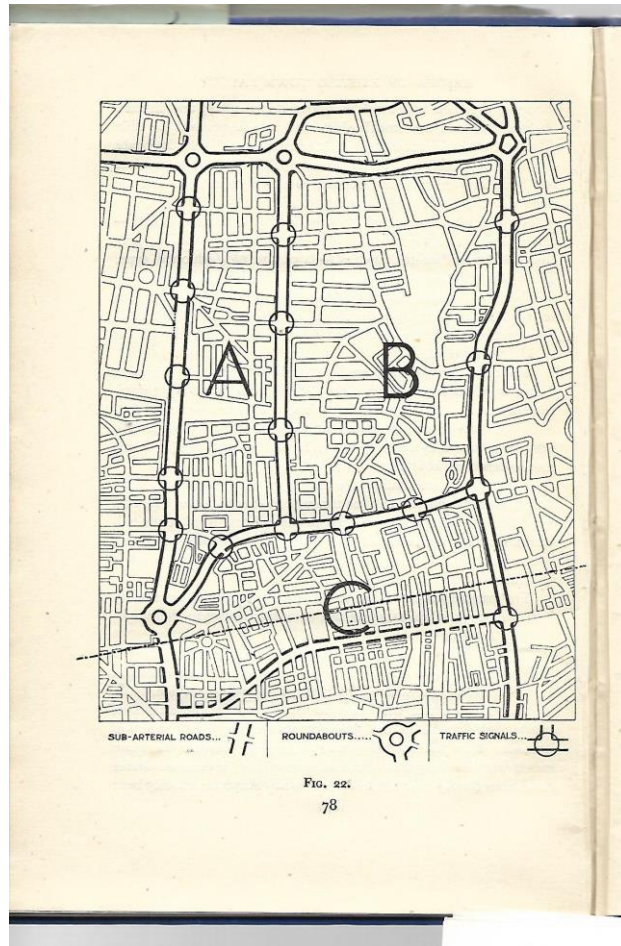 A
B
C
SUB-ARTERIAL ROADS...
ROUNDABOUTS.....
TRAFFIC SIGNALS...
FIG. 22.
78